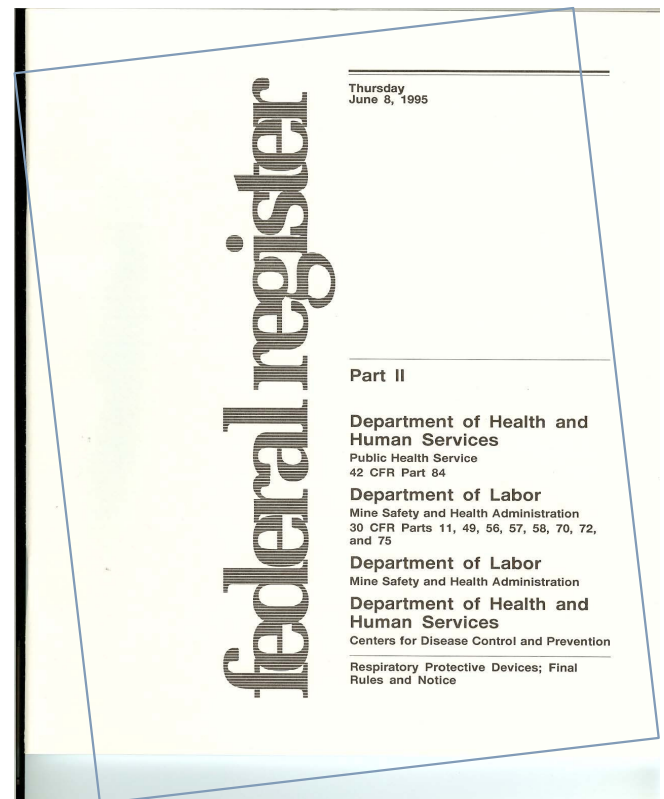 federal register
Thursday
June 8, 1995
Part II
Department of Health and
Human Services
Public Health Service
42 CFR Part 84
Department of Labor
Mine Safety and Health Administration
30 CFR Parts 11, 49, 56, 57, 58, 70, 72,
and 75
Department of Labor
Mine Safety and Health Administration
Department of Health and
Human Services
Centers for Disease Control and Prevention
Respiratory Protective Devices; Final
Rules and Notice